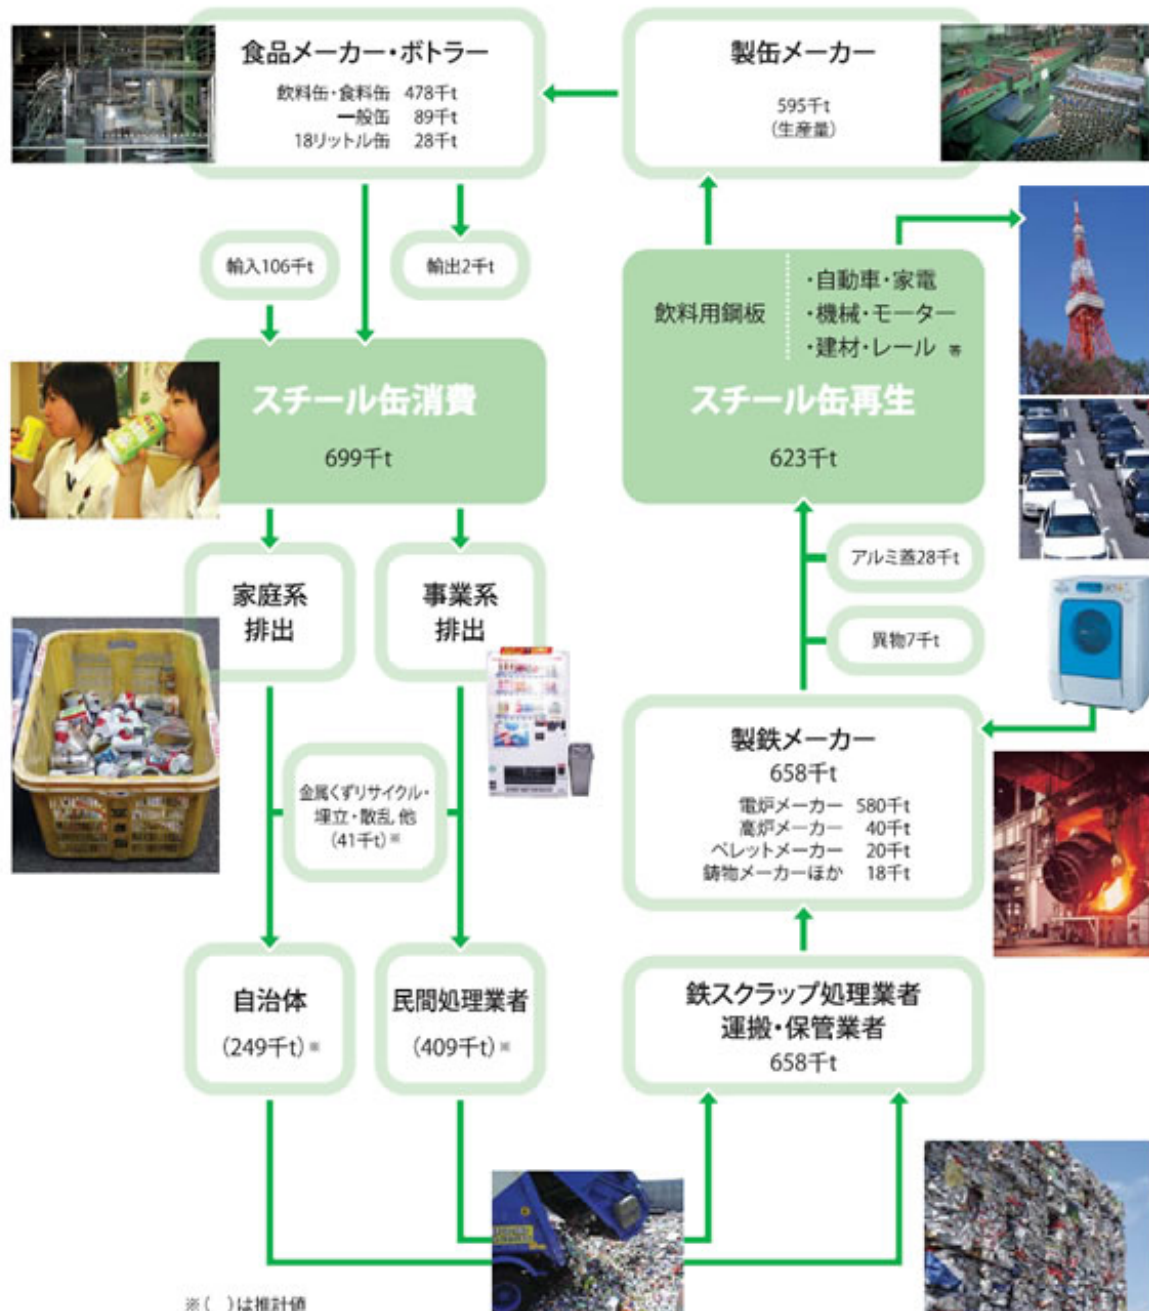 食品メーカー・ボトラー
飲料缶・食料缶 478千t
一般缶 89千t
18リットル缶 28千t
製缶メーカー
595千t
(生産量)
輸入106千t
輸出2千t
飲料用鋼板
・自動車・家電
・機械・モーター
・建材・レール 等
スチール缶消費
699千t
スチール缶再生
623千t
家庭系
排出
事業系
排出
アルミ蓋28千t
異物7千t
金属くずリサイクル・
埋立・散乱 他
(41千t)※
製鉄メーカー
658千t
電炉メーカー 580千t
高炉メーカー 40千t
ペレットメーカー 20千t
鋳物メーカーほか 18千t
自治体
(249千t)※
民間処理業者
(409千t)※
鉄スクラップ処理業者
運搬・保管業者
658千t
※( )は推計値